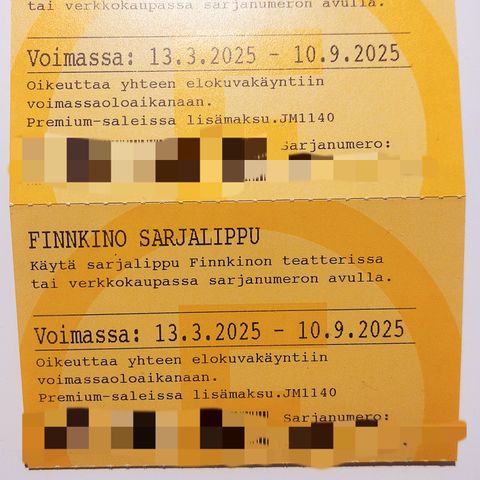 tai verkkokaupassa sarjanumeron avulla.
Voimassa: 13.3.2025 - 10.9.2025
Oikeuttaa yhteen elokuvakäyntiin
voimassaoloaikanaan.
Premium-saleissa lisämaksu.JM1140
Sarjanumero:
FINNKINO SARJALIPPU
Käytä sarjalippu Finnkinon teatterissa
tai verkkokaupassa sarjanumeron avulla.
Voimassa: 13.3.2025 - 10.9.2025
Oikeuttaa yhteen elokuvakäyntiin
voimassaoloaikanaan.
Premium-saleissa lisämaksu.JM1140
Sarjanumero: